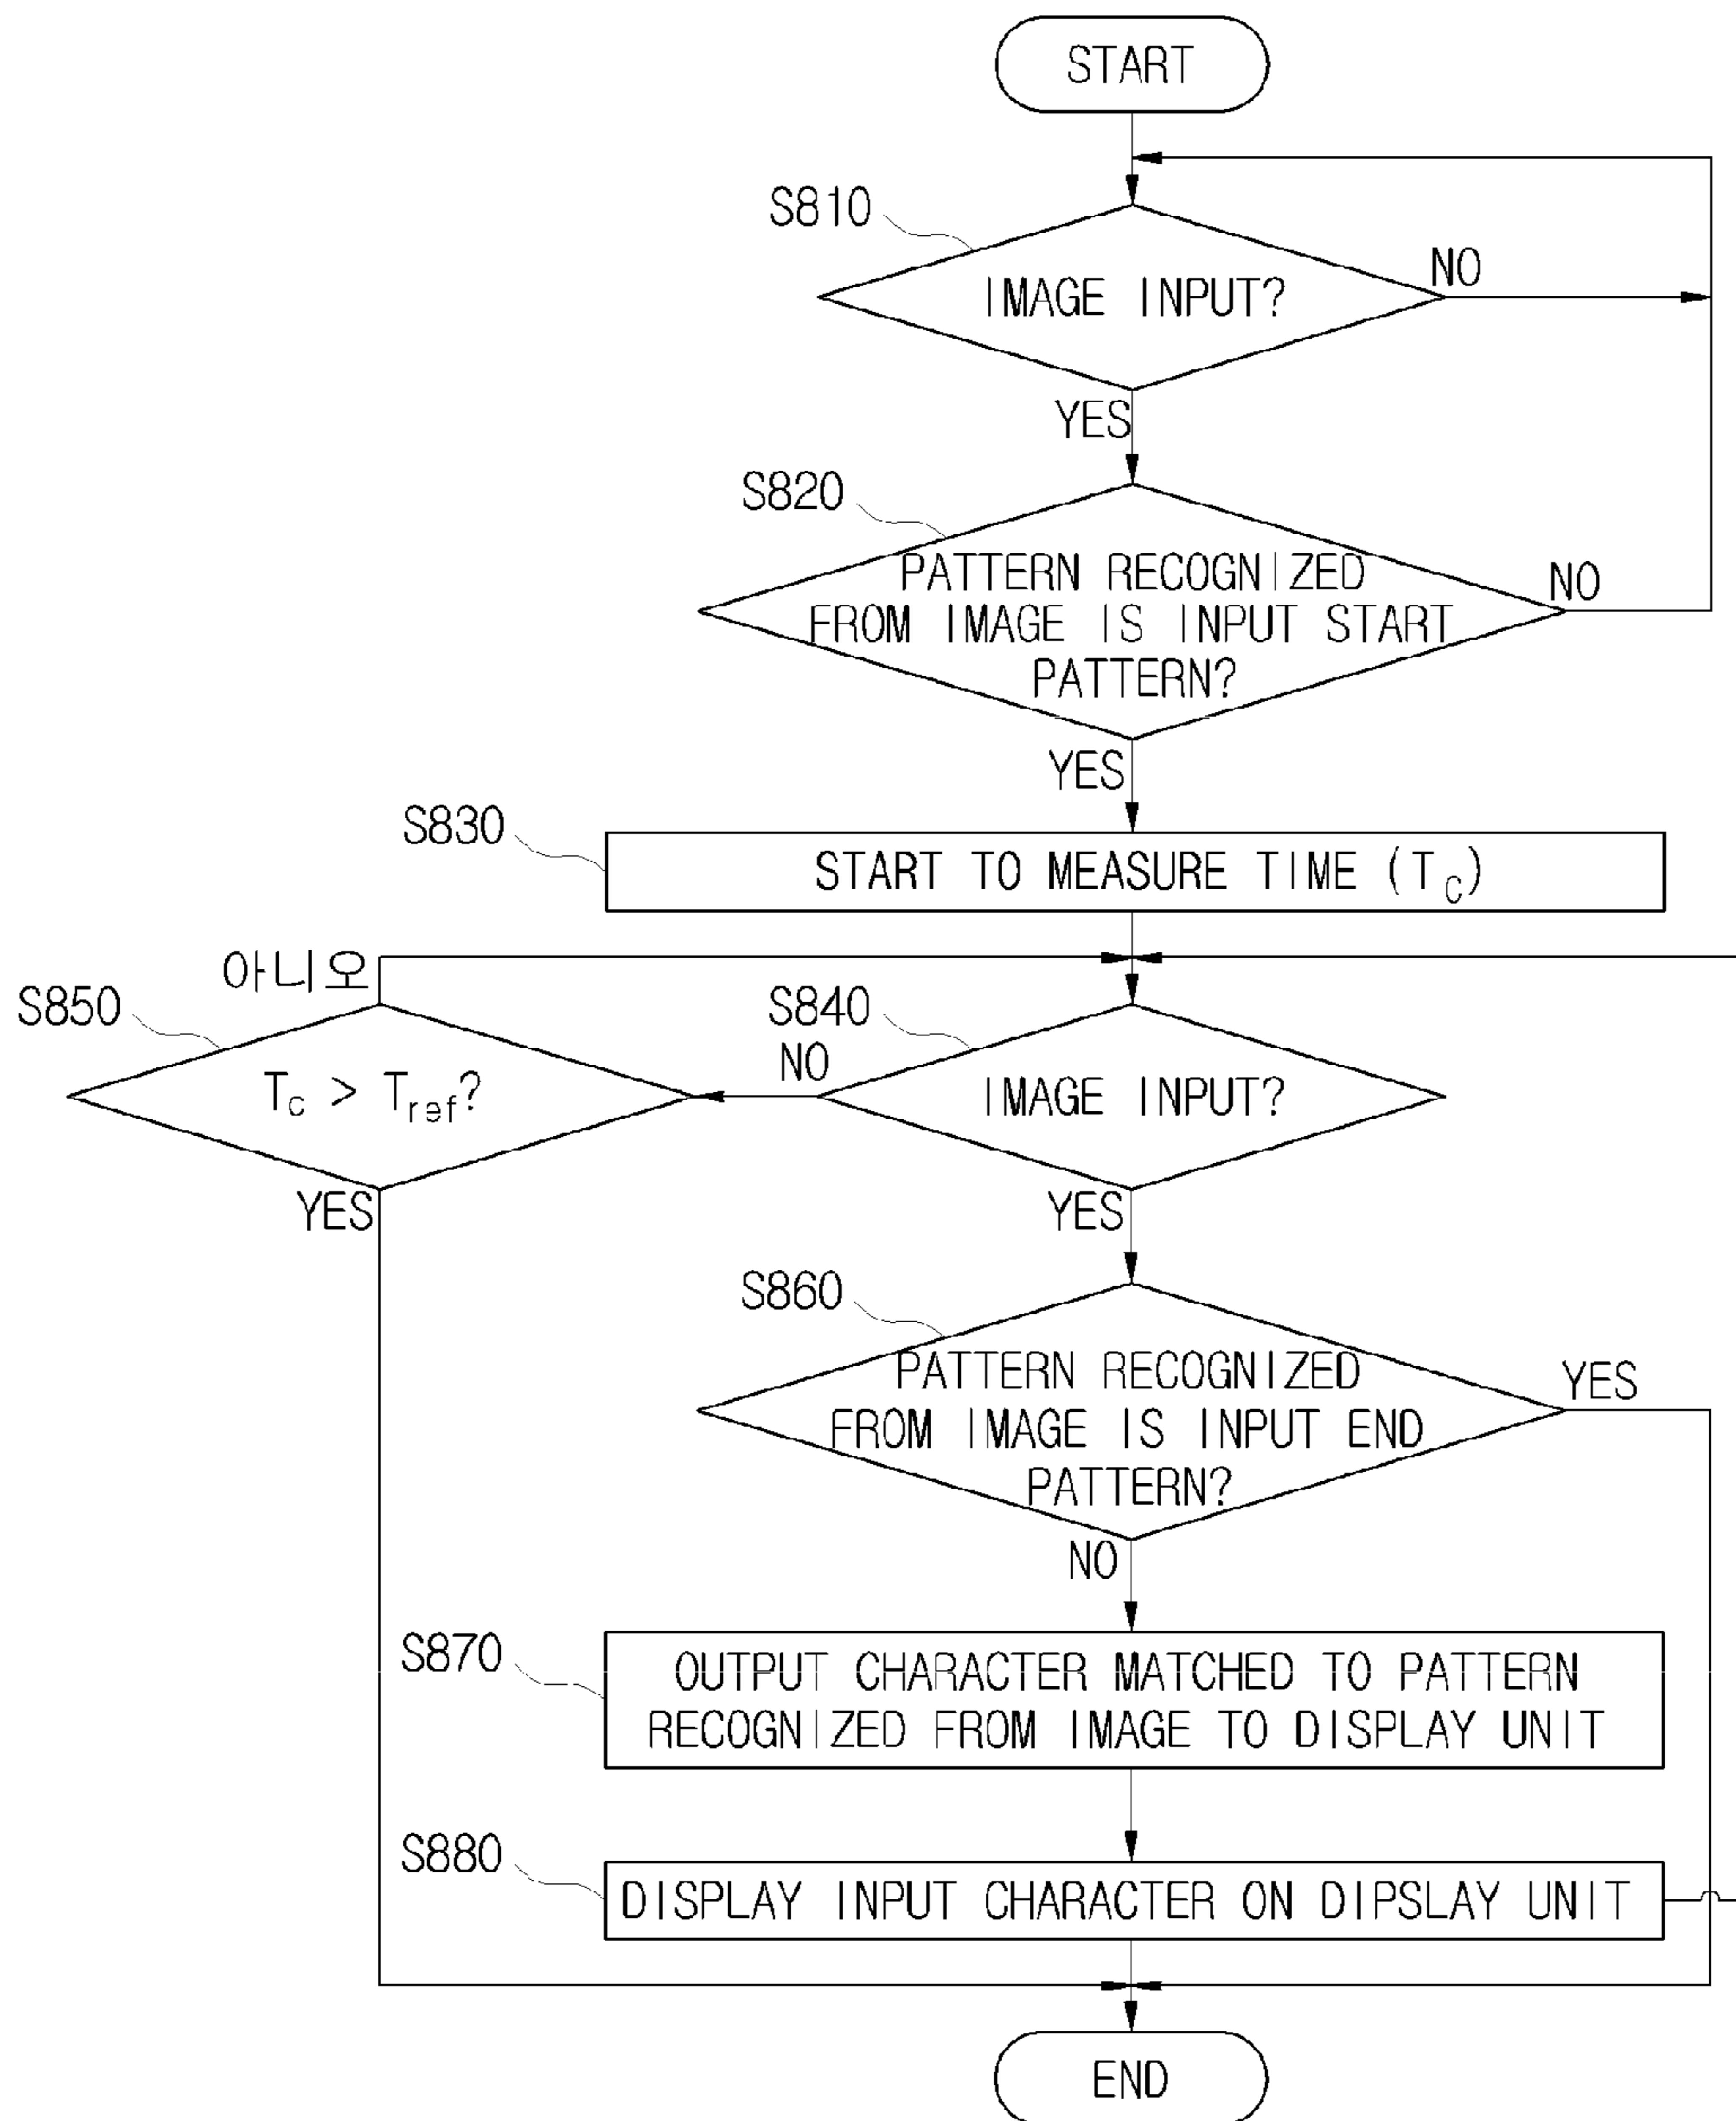 START
S810
IMAGE INPUT?
NO
YES
S820
PATTERN RECOGNIZED
FROM IMAGE IS INPUT START
PATTERN?
NO
YES
S830
START TO MEASURE TIME (T_C)
아니오
S850
T_c > T_ref?
YES
S840
NO
IMAGE INPUT?
YES
S860
PATTERN RECOGNIZED
FROM IMAGE IS INPUT END
PATTERN?
YES
NO
S870
OUTPUT CHARACTER MATCHED TO PATTERN
RECOGNIZED FROM IMAGE TO DISPLAY UNIT
S880
DISPLAY INPUT CHARACTER ON DIPSLAY UNIT
END